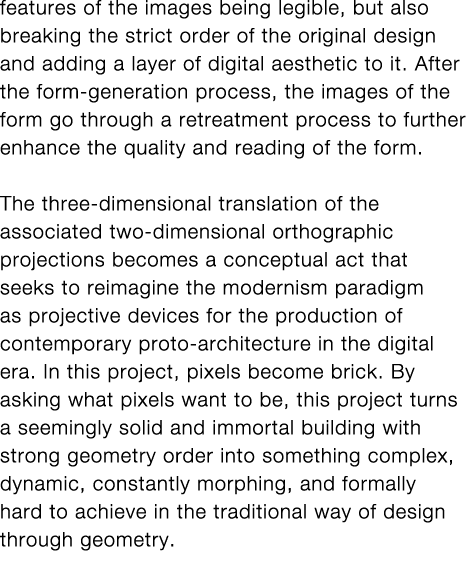 features of the images being legible, but also
breaking the strict order of the original design
and adding a layer of digital aesthetic to it. After
the form-generation process, the images of the
form go through a retreatment process to further
enhance the quality and reading of the form.

The three-dimensional translation of the
associated two-dimensional orthographic
projections becomes a conceptual act that
seeks to reimagine the modernism paradigm
as projective devices for the production of
contemporary proto-architecture in the digital
era. In this project, pixels become brick. By
asking what pixels want to be, this project turns
a seemingly solid and immortal building with
strong geometry order into something complex,
dynamic, constantly morphing, and formally
hard to achieve in the traditional way of design
through geometry.